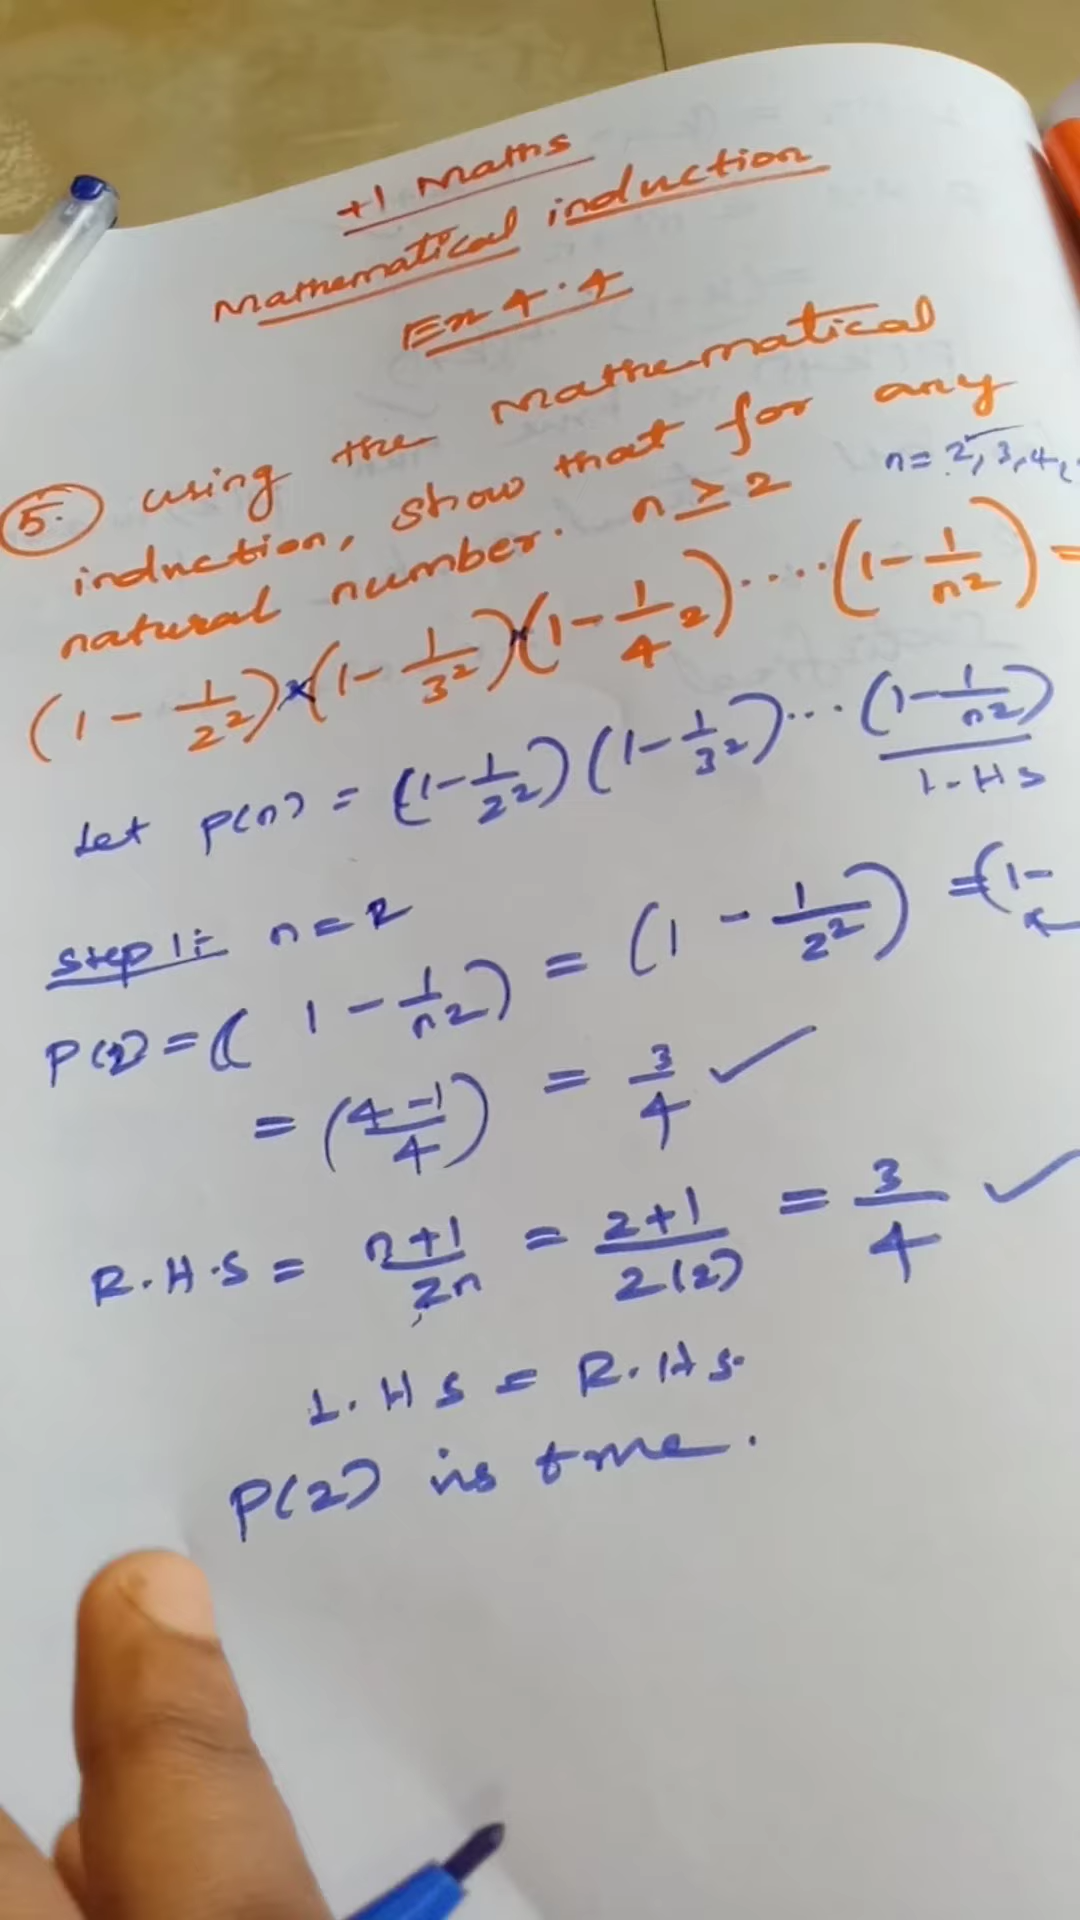 +1 Maths
Mathematical induction
Ex 4.4
5. using the mathematical
induction, show that for any
natural number. n ≥ 2
n = 2, 3, 4,
(1 - 1/2²) × (1 - 1/3²) × (1 - 1/4²) .... (1 - 1/n²) =
Let P(n) = (1 - 1/2²) (1 - 1/3²) ... (1 - 1/n²)
L.H.S
Step 1: n = 2
P(2) = (1 - 1/n²) = (1 - 1/2²) = (1 -
= (4-1/4) = 3/4 ✓
R.H.S = n+1/2n = 2+1/2(2) = 3/4 ✓
L.H.S = R.H.S.
P(2) is true.